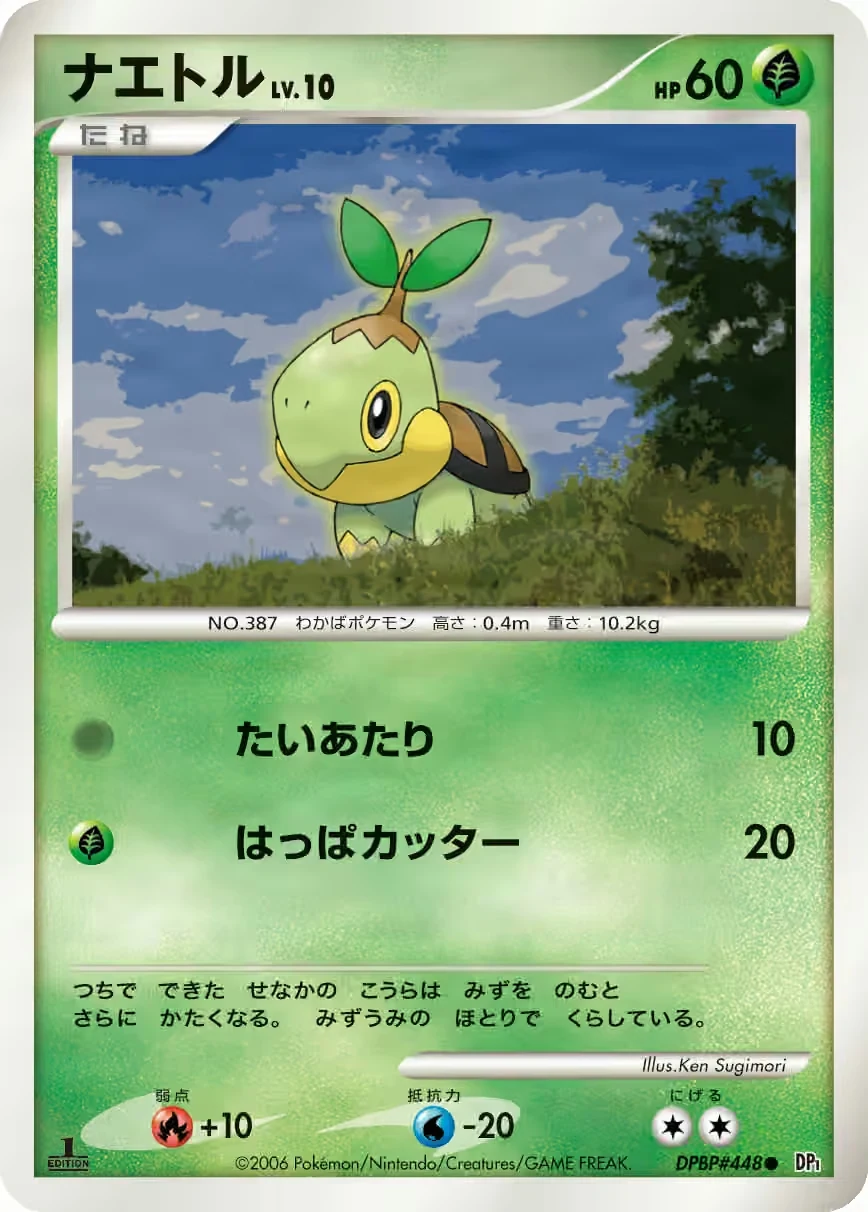 ナエトル LV.10 HP 60
たね
NO.387 わかばポケモン 高さ：0.4m 重さ：10.2kg
たいあたり 10
はっぱカッター 20
つちで できた せなかの こうらは みずを のむと
さらに かたくなる。 みずうみの ほとりで くらしている。
Illus.Ken Sugimori
弱点 抵抗力 にげる
+10 -20
1 EDITION ©2006 Pokémon/Nintendo/Creatures/GAME FREAK. DPBP#448 DP1